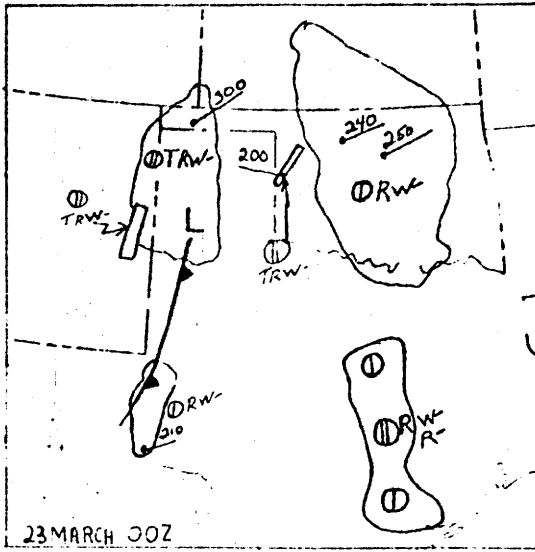 300
240
250
TRW-
200
RW-
TRW-
L
TRW-
RW-
RW-
R-
210
23 MARCH 00Z